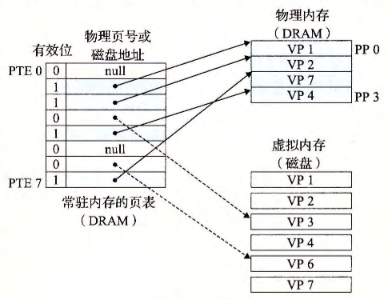 有效位
物理页号或
磁盘地址
PTE 0
0
null
1
1
0
1
0
null
0
PTE 7
1
常驻内存的页表
（DRAM）
物理内存
（DRAM）
VP 1
PP 0
VP 2
VP 7
VP 4
PP 3
虚拟内存
（磁盘）
VP 1
VP 2
VP 3
VP 4
VP 6
VP 7